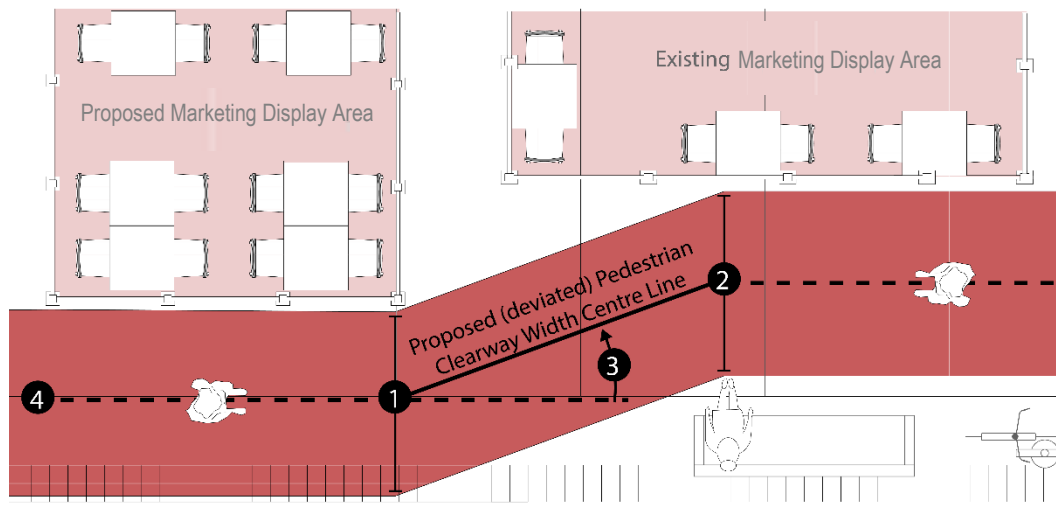 Proposed Marketing Display Area
Existing Marketing Display Area
Proposed (deviated) Pedestrian
Clearway Width Centre Line
2
3
4
1